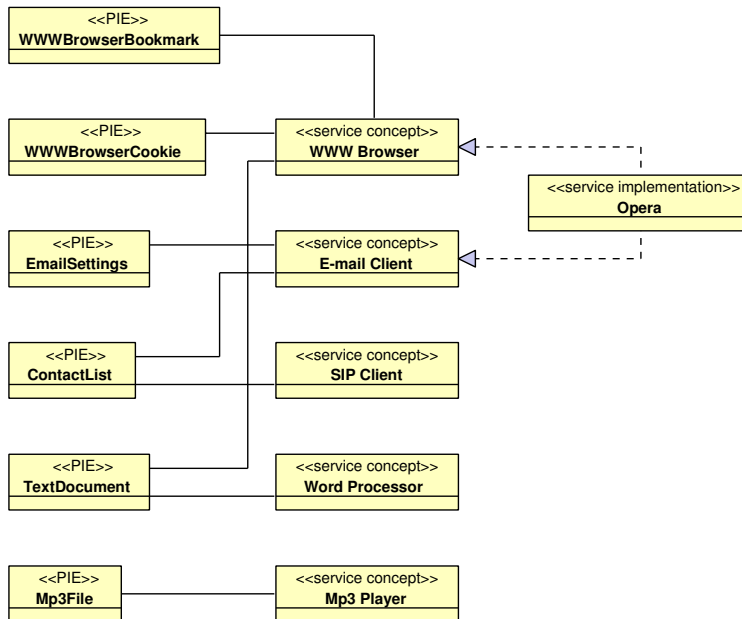 <<PIE>>
WWWBrowserBookmark
<<PIE>>
WWWBrowserCookie
<<service concept>>
WWW Browser
<<service implementation>>
Opera
<<PIE>>
EmailSettings
<<service concept>>
E-mail Client
<<PIE>>
ContactList
<<service concept>>
SIP Client
<<PIE>>
TextDocument
<<service concept>>
Word Processor
<<PIE>>
Mp3File
<<service concept>>
Mp3 Player